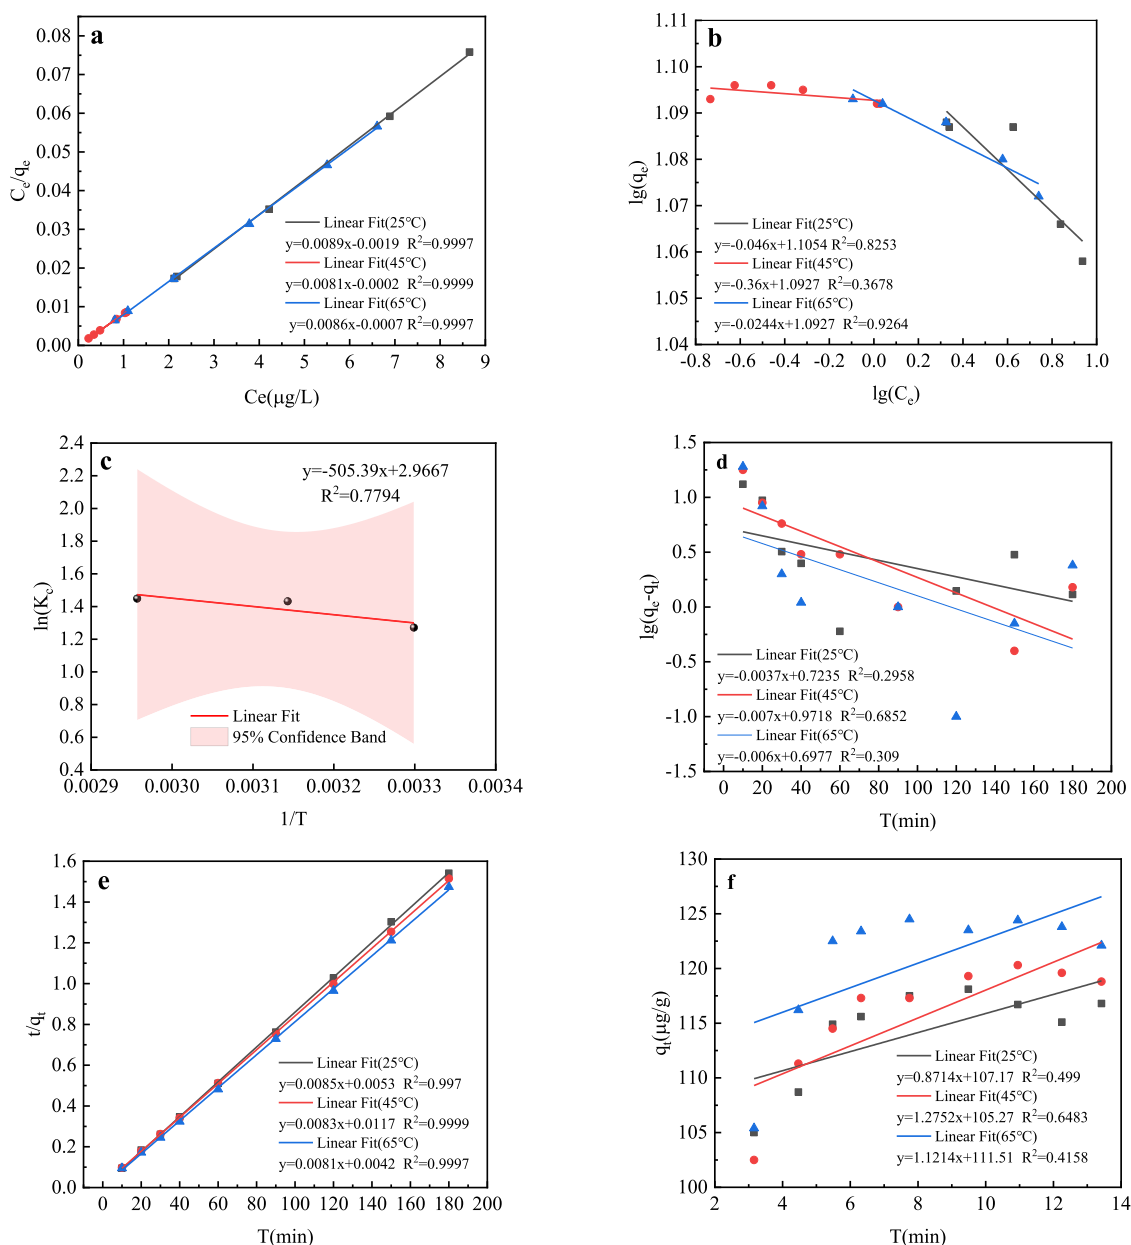 a
0.08
0.07
0.06
0.05
0.04
0.03
0.02
0.01
0.00
Ce/qe
Linear Fit(25°C)
y=0.0089x-0.0019 R2=0.9997
Linear Fit(45°C)
y=0.0081x-0.0002 R2=0.9999
Linear Fit(65°C)
y=0.0086x-0.0007 R2=0.9997
0 1 2 3 4 5 6 7 8 9
Ce(μg/L)
b
1.11
1.10
1.09
1.08
1.07
1.06
1.05
1.04
lg(qe)
Linear Fit(25°C)
y=-0.046x+1.1054 R2=0.8253
Linear Fit(45°C)
y=-0.36x+1.0927 R2=0.3678
Linear Fit(65°C)
y=-0.0244x+1.0927 R2=0.9264
-0.8 -0.6 -0.4 -0.2 0.0 0.2 0.4 0.6 0.8 1.0
lg(Ce)
c
2.4
2.2
2.0
1.8
1.6
1.4
1.2
1.0
0.8
0.6
0.4
ln(Kc)
y=-505.39x+2.9667
R2=0.7794
Linear Fit
95% Confidence Band
0.0029 0.0030 0.0031 0.0032 0.0033 0.0034
1/T
d
1.5
1.0
0.5
0.0
-0.5
-1.0
-1.5
lg(qe-qt)
Linear Fit(25°C)
y=-0.0037x+0.7235 R2=0.2958
Linear Fit(45°C)
y=-0.007x+0.9718 R2=0.6852
Linear Fit(65°C)
y=-0.006x+0.6977 R2=0.309
0 20 40 60 80 100 120 140 160 180 200
T(min)
e
1.6
1.4
1.2
1.0
0.8
0.6
0.4
0.2
0.0
t/qt
Linear Fit(25°C)
y=0.0085x+0.0053 R2=0.997
Linear Fit(45°C)
y=0.0083x+0.0117 R2=0.9999
Linear Fit(65°C)
y=0.0081x+0.0042 R2=0.9997
0 20 40 60 80 100 120 140 160 180 200
T(min)
f
130
125
120
115
110
105
100
qt(μg/g)
Linear Fit(25°C)
y=0.8714x+107.17 R2=0.499
Linear Fit(45°C)
y=1.2752x+105.27 R2=0.6483
Linear Fit(65°C)
y=1.1214x+111.51 R2=0.4158
2 4 6 8 10 12 14
T(min)